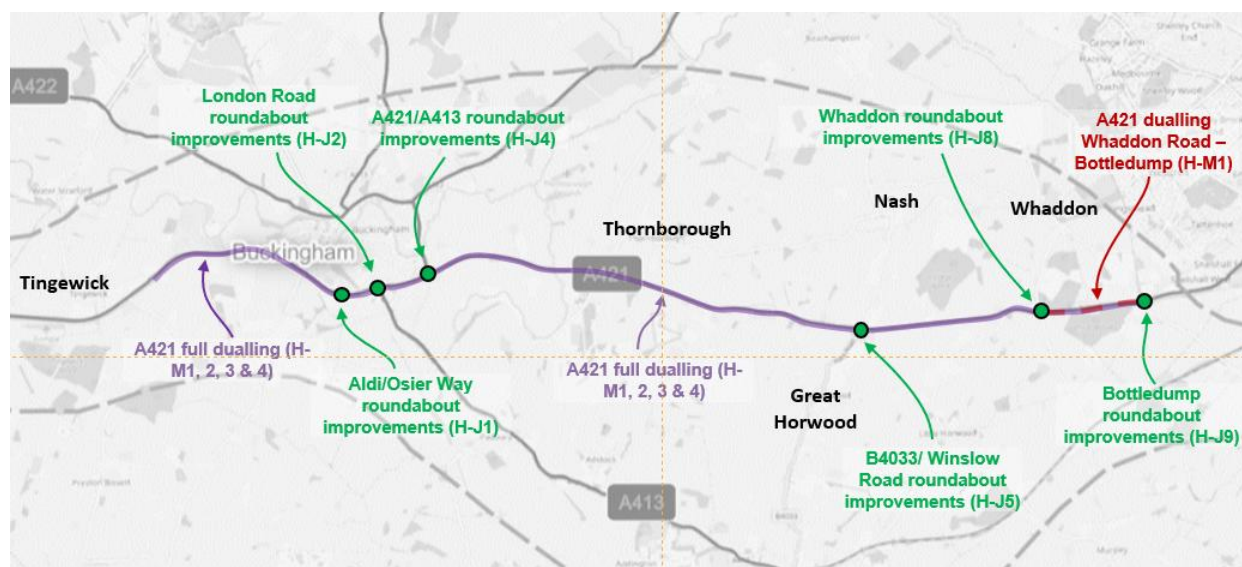 A422
London Road
roundabout
improvements (H-J2)
A421/A413 roundabout
improvements (H-J4)
Whaddon roundabout
improvements (H-J8)
A421 dualling
Whaddon Road –
Bottledump (H-M1)
Nash
Whaddon
Thornborough
Buckingham
Buckingham
A421
Tingewick
Tingewick
A421 full dualling (H-
M1, 2, 3 & 4)
A421 full dualling (H-
M1, 2, 3 & 4)
Aldi/Osier Way
roundabout
improvements (H-J1)
Great
Horwood
Bottledump
roundabout
improvements (H-J9)
B4033/ Winslow
Road roundabout
improvements (H-J5)
A413
B4033